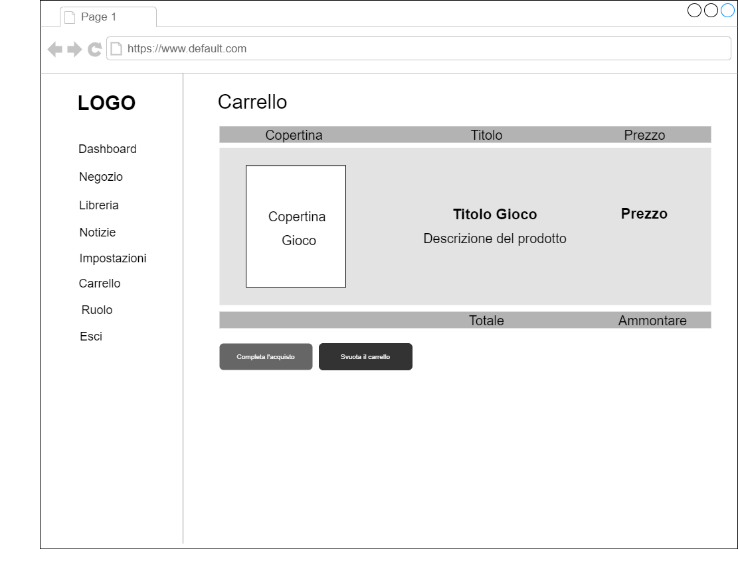 Page 1
https://www.default.com
LOGO
Dashboard
Negozio
Libreria
Notizie
Impostazioni
Carrello
Ruolo
Esci
Carrello
Copertina Titolo Prezzo
Copertina
Gioco
Titolo Gioco
Descrizione del prodotto
Prezzo
Totale Ammontare
Completa l'acquisto Svuota il carrello